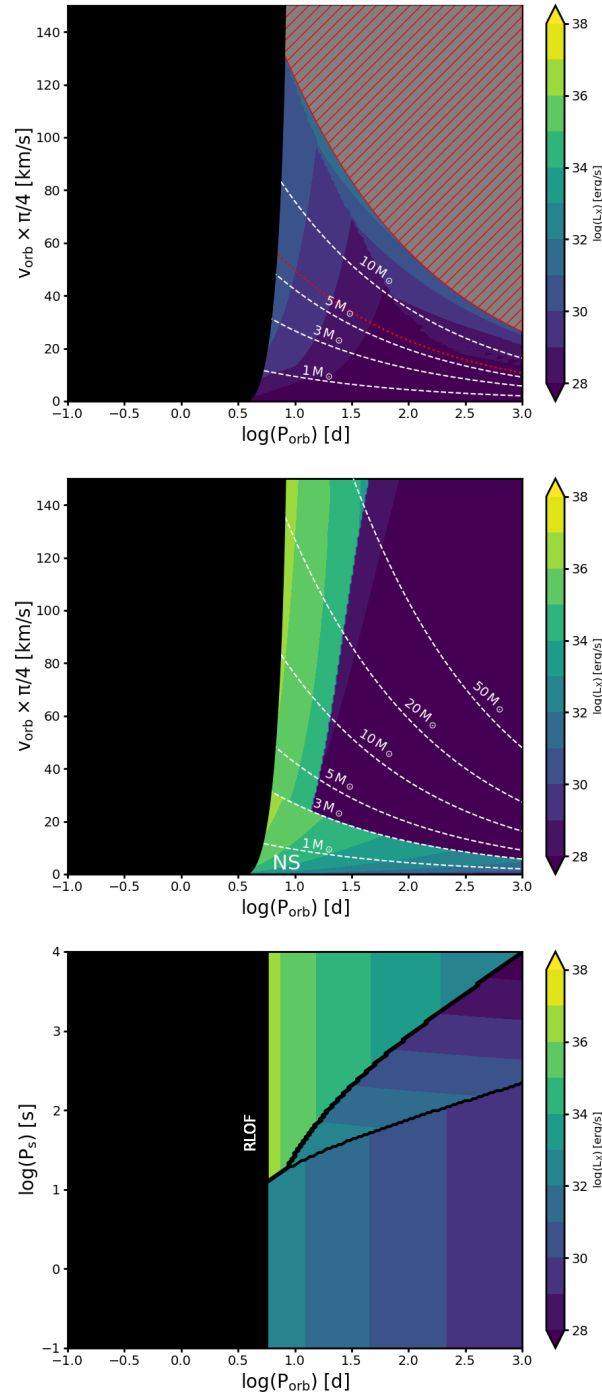 140
120
100
80
60
40
20
0
v_orb × π/4 [km/s]
10 M⊙
5 M⊙
3 M⊙
1 M⊙
-1.0 -0.5 0.0 0.5 1.0 1.5 2.0 2.5 3.0
log(P_orb) [d]
38
36
34
32
30
28
log(L_X) [erg/s]
140
120
100
80
60
40
20
0
v_orb × π/4 [km/s]
50 M⊙
20 M⊙
10 M⊙
5 M⊙
3 M⊙
1 M⊙
NS
-1.0 -0.5 0.0 0.5 1.0 1.5 2.0 2.5 3.0
log(P_orb) [d]
38
36
34
32
30
28
log(L_X) [erg/s]
4
3
2
1
0
-1
log(P_s) [s]
RLOF
-1.0 -0.5 0.0 0.5 1.0 1.5 2.0 2.5 3.0
log(P_orb) [d]
38
36
34
32
30
28
log(L_X) [erg/s]